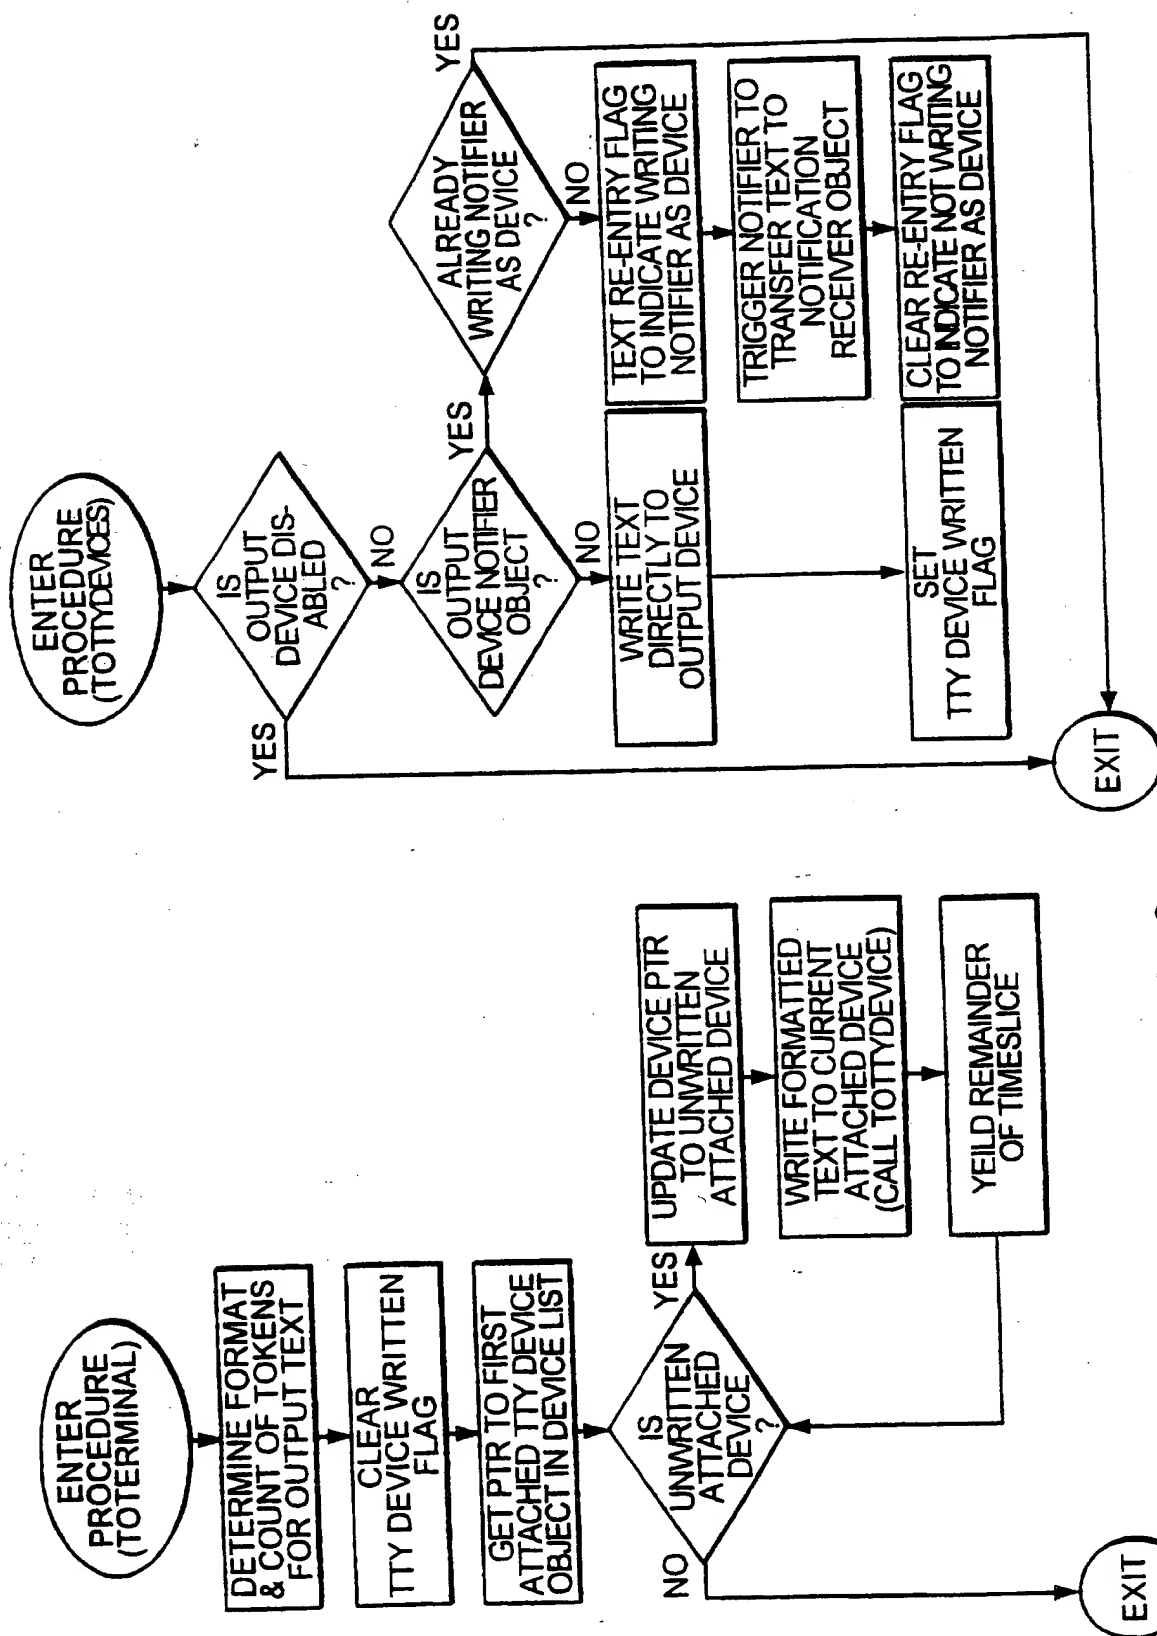 ENTER
PROCEDURE
(TOTERMINAL)
DETERMINE FORMAT
& COUNT OF TOKENS
FOR OUTPUT TEXT
CLEAR
TTY DEVICE WRITTEN
FLAG
GET PTR TO FIRST
ATTACHED TTY DEVICE
OBJECT IN DEVICE LIST
IS
UNWRITTEN
ATTACHED
DEVICE
?
NO
YES
UPDATE DEVICE PTR
TO UNWRITTEN
ATTACHED DEVICE
WRITE FORMATTED
TEXT TO CURRENT
ATTACHED DEVICE
(CALL TOTTYDEVICE)
YEILD REMAINDER
OF TIMESLICE
EXIT
ENTER
PROCEDURE
(TOTTYDEVICES)
IS
OUTPUT
DEVICE DIS-
ABLED
?
YES
NO
IS
OUTPUT
DEVICE NOTIFIER
OBJECT
?
YES
NO
ALREADY
WRITING NOTIFIER
AS DEVICE
?
YES
NO
WRITE TEXT
DIRECTLY TO
OUTPUT DEVICE
TEXT RE-ENTRY FLAG
TO INDICATE WRITING
NOTIFIER AS DEVICE
TRIGGER NOTIFIER TO
TRANSFER TEXT TO
NOTIFICATION
RECEIVER OBJECT
SET
TTY DEVICE WRITTEN
FLAG
CLEAR RE-ENTRY FLAG
TO INDICATE NOT WRITING
NOTIFIER AS DEVICE
EXIT